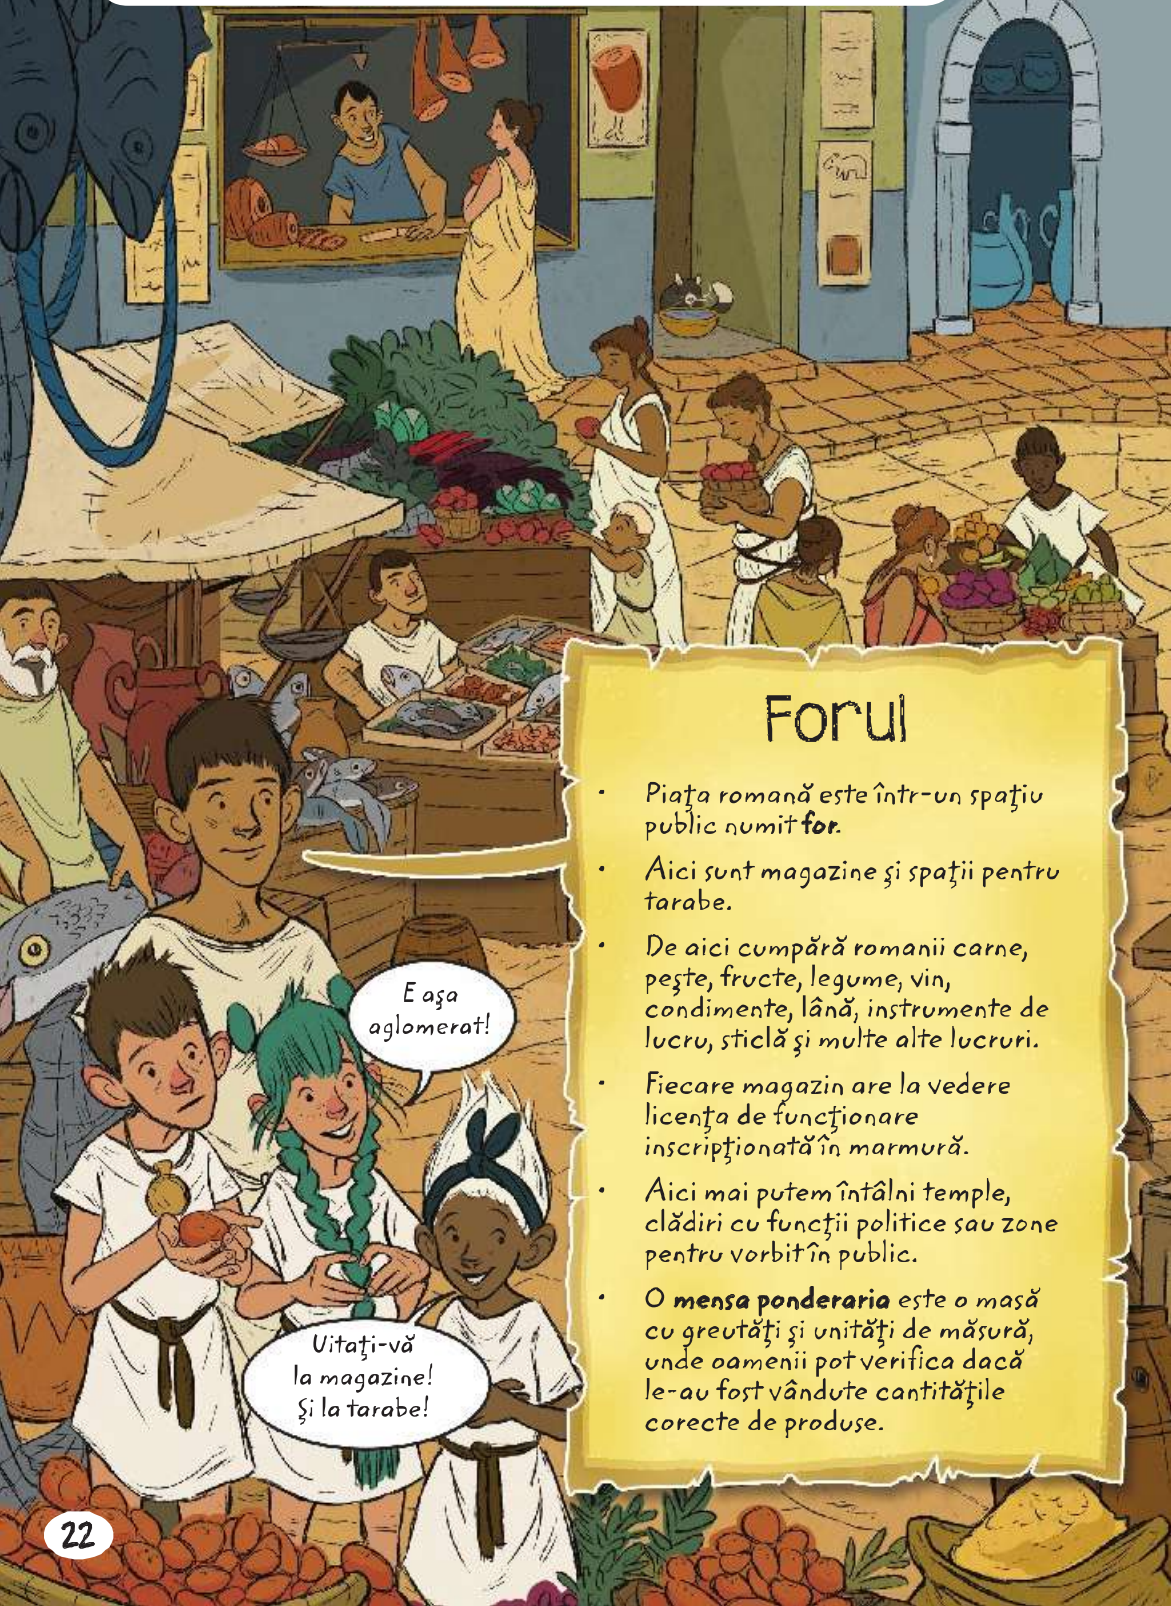 Forul
• Piaţa romană este într-un spaţiu
public numit for.
• Aici sunt magazine şi spaţii pentru
tarabe.
• De aici cumpără romanii carne,
peşte, fructe, legume, vin,
condimente, lână, instrumente de
lucru, sticlă şi multe alte lucruri.
• Fiecare magazin are la vedere
licenţa de funcţionare
inscripţionată în marmură.
• Aici mai putem întâlni temple,
clădiri cu funcţii politice sau zone
pentru vorbit în public.
• O mensa ponderaria este o masă
cu greutăţi şi unităţi de măsură,
unde oamenii pot verifica dacă
le-au fost vândute cantităţile
corecte de produse.
E aşa
aglomerat!
Uitaţi-vă
la magazine!
Şi la tarabe!
22